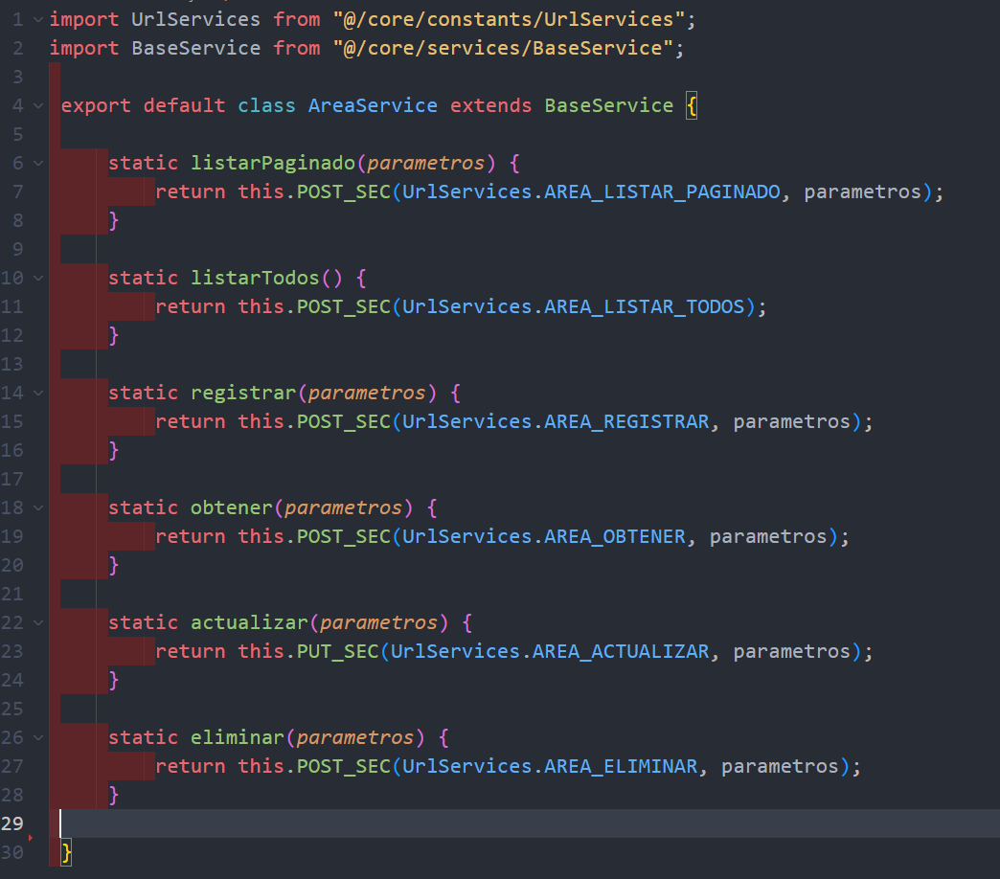 1 import UrlServices from "@/core/constants/UrlServices";
2 import BaseService from "@/core/services/BaseService";
3
4 export default class AreaService extends BaseService {
5
6 static listarPaginado(parametros) {
7 return this.POST_SEC(UrlServices.AREA_LISTAR_PAGINADO, parametros);
8 }
9
10 static listarTodos() {
11 return this.POST_SEC(UrlServices.AREA_LISTAR_TODOS);
12 }
13
14 static registrar(parametros) {
15 return this.POST_SEC(UrlServices.AREA_REGISTRAR, parametros);
16 }
17
18 static obtener(parametros) {
19 return this.POST_SEC(UrlServices.AREA_OBTENER, parametros);
20 }
21
22 static actualizar(parametros) {
23 return this.PUT_SEC(UrlServices.AREA_ACTUALIZAR, parametros);
24 }
25
26 static eliminar(parametros) {
27 return this.POST_SEC(UrlServices.AREA_ELIMINAR, parametros);
28 }
29
30 }